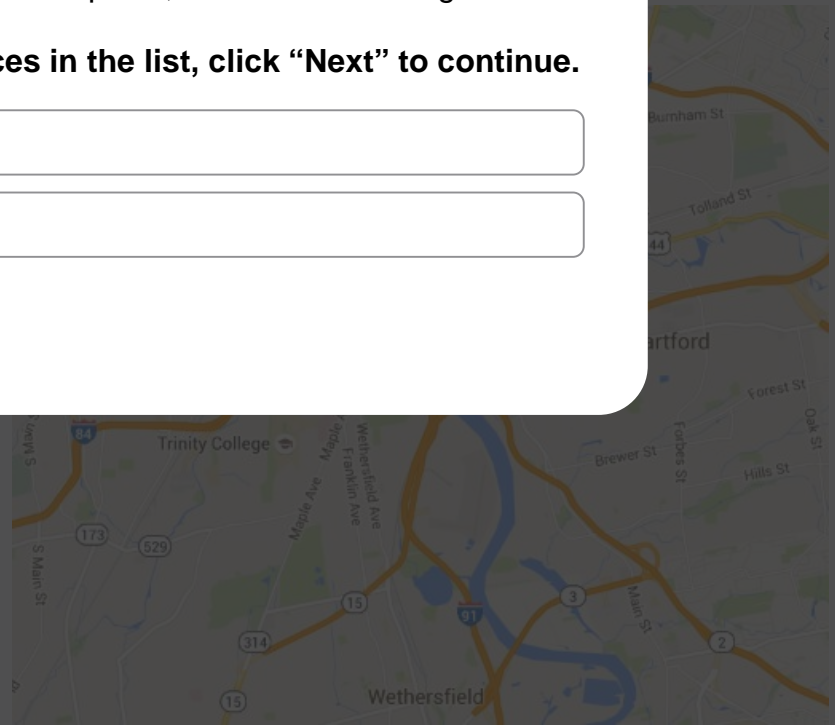 ces in the list, click “Next” to continue.
Burnham St
Tolland St
44
artford
Forest St
Oak St
S Main S
84
Trinity College
Maple Ave
Maple A
Wethersfield Ave
Franklin Ave
Brewer St
Forbes St
Hills St
173
529
S Main St
15
91
3
Main St
314
2
15
Wethersfield